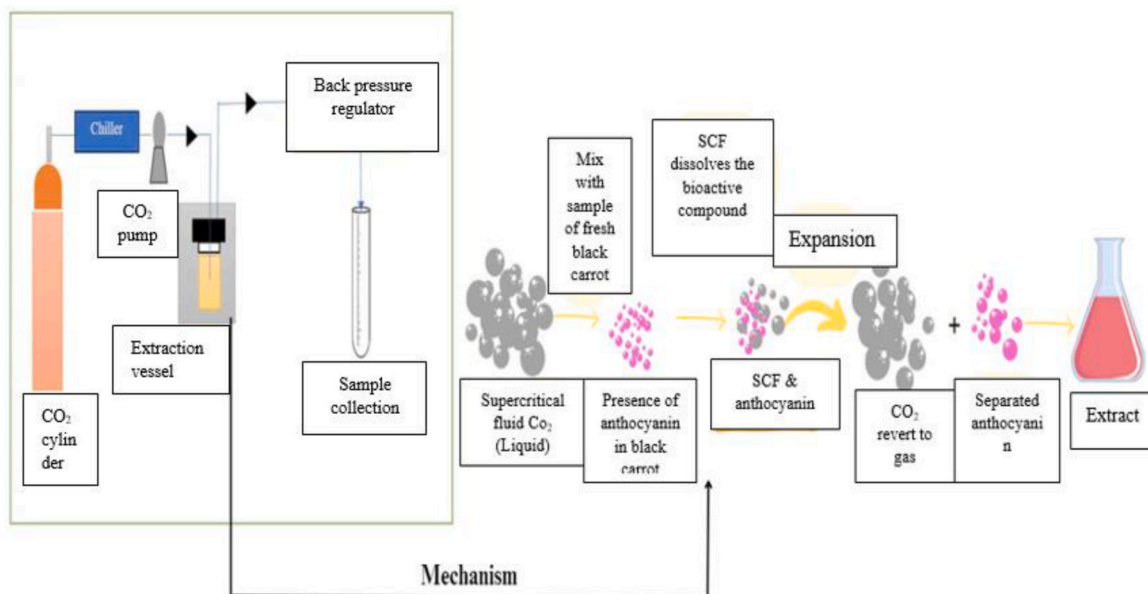 Chiller
CO₂
pump
CO₂
cylin
der
Extraction
vessel
Back pressure
regulator
Sample
collection
Mix
with
sample
of fresh
black
carrot
SCF
dissolves the
bioactive
compound
Expansion
Supercritical
fluid Co₂
(Liquid)
Presence of
anthocyanin
in black
carrot
SCF &
anthocyanin
+
CO₂
revert to
gas
Separated
anthocyani
n
Extract
Mechanism